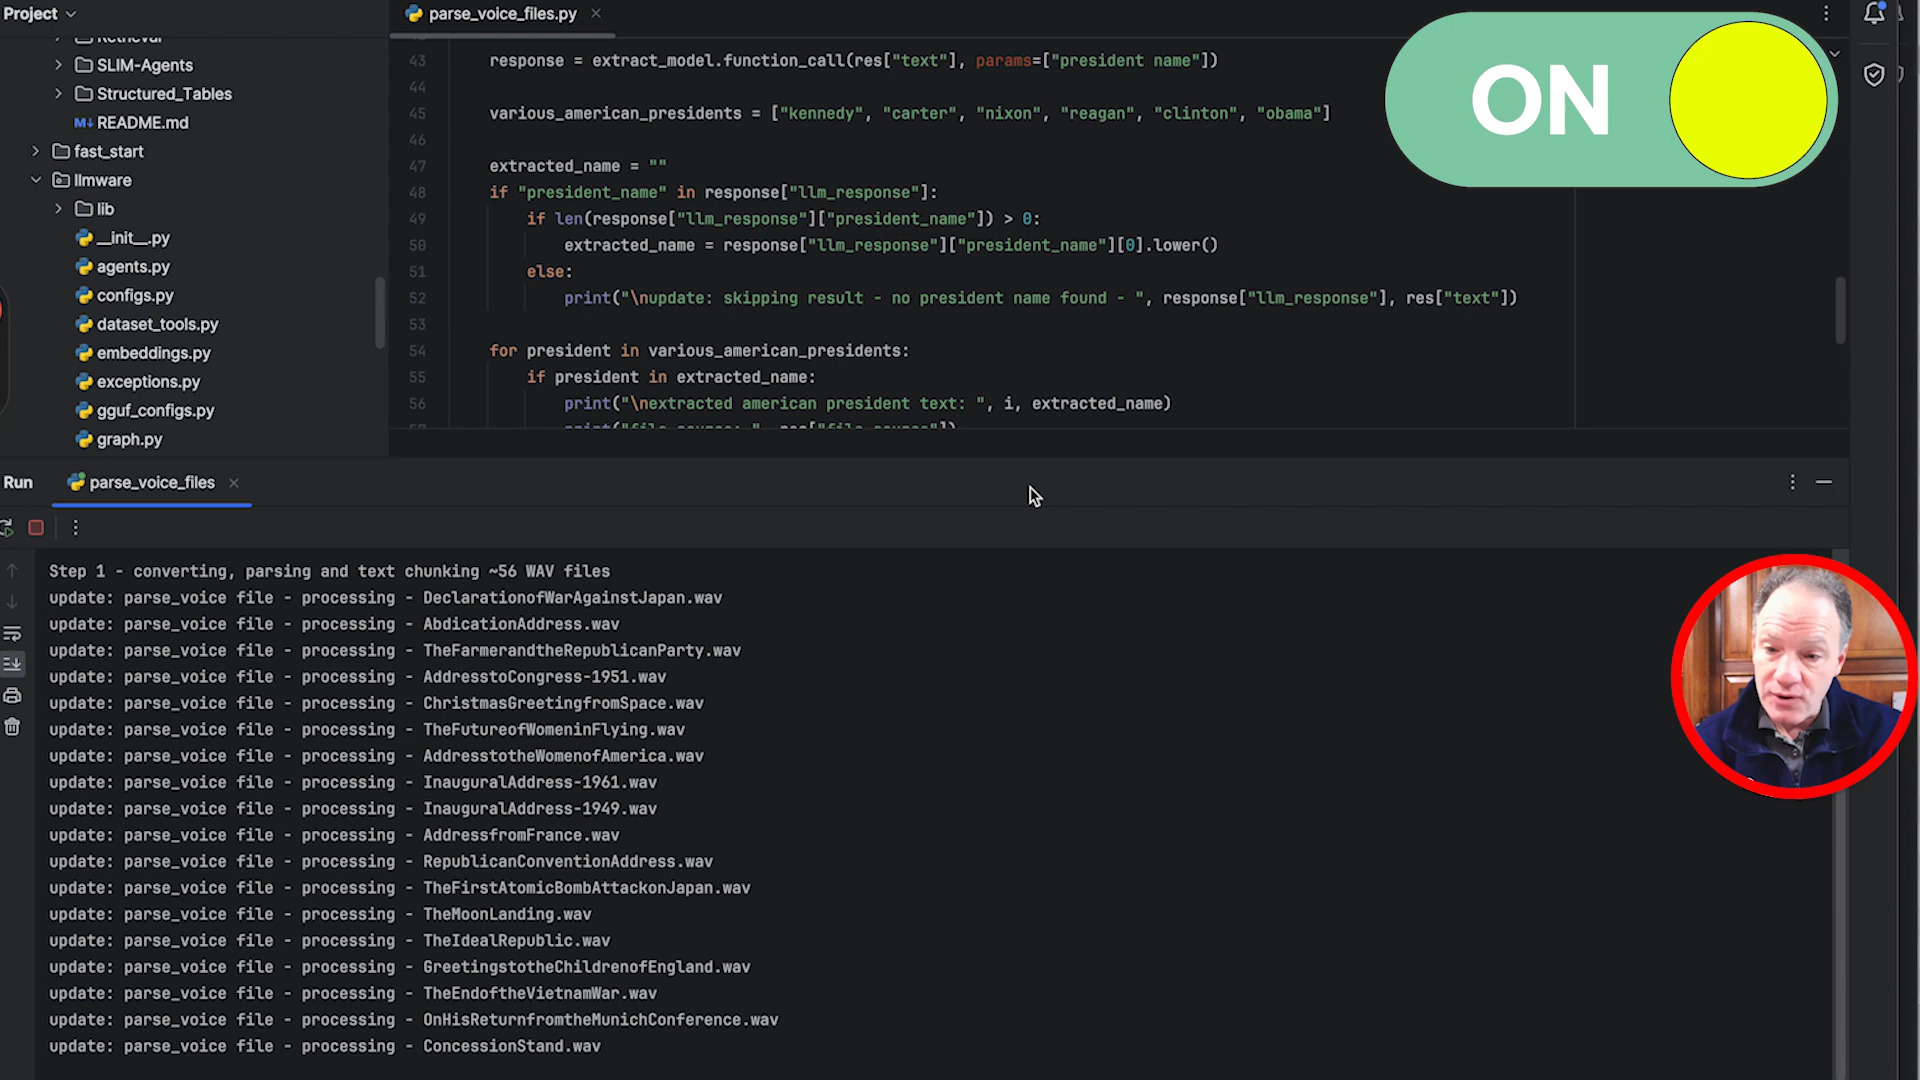 Project
parse_voice_files.py
Retrieval
SLIM-Agents
Structured_Tables
M↓ README.md
fast_start
llmware
lib
__init__.py
agents.py
configs.py
dataset_tools.py
embeddings.py
exceptions.py
gguf_configs.py
graph.py
43 response = extract_model.function_call(res["text"], params=["president name"])
44
45 various_american_presidents = ["kennedy", "carter", "nixon", "reagan", "clinton", "obama"]
46
47 extracted_name = ""
48 if "president_name" in response["llm_response"]:
49 if len(response["llm_response"]["president_name"]) > 0:
50 extracted_name = response["llm_response"]["president_name"][0].lower()
51 else:
52 print("\nupdate: skipping result - no president name found - ", response["llm_response"], res["text"])
53
54 for president in various_american_presidents:
55 if president in extracted_name:
56 print("\nextracted american president text: ", i, extracted_name)
print("file source: ", res["file_source"])
ON
Run
parse_voice_files
Step 1 - converting, parsing and text chunking ~56 WAV files
update: parse_voice file - processing - DeclarationofWarAgainstJapan.wav
update: parse_voice file - processing - AbdicationAddress.wav
update: parse_voice file - processing - TheFarmerandtheRepublicanParty.wav
update: parse_voice file - processing - AddresstoCongress-1951.wav
update: parse_voice file - processing - ChristmasGreetingfromSpace.wav
update: parse_voice file - processing - TheFutureofWomeninFlying.wav
update: parse_voice file - processing - AddresstotheWomenofAmerica.wav
update: parse_voice file - processing - InauguralAddress-1961.wav
update: parse_voice file - processing - InauguralAddress-1949.wav
update: parse_voice file - processing - AddressfromFrance.wav
update: parse_voice file - processing - RepublicanConventionAddress.wav
update: parse_voice file - processing - TheFirstAtomicBombAttackonJapan.wav
update: parse_voice file - processing - TheMoonLanding.wav
update: parse_voice file - processing - TheIdealRepublic.wav
update: parse_voice file - processing - GreetingstotheChildrenofEngland.wav
update: parse_voice file - processing - TheEndoftheVietnamWar.wav
update: parse_voice file - processing - OnHisReturnfromtheMunichConference.wav
update: parse_voice file - processing - ConcessionStand.wav